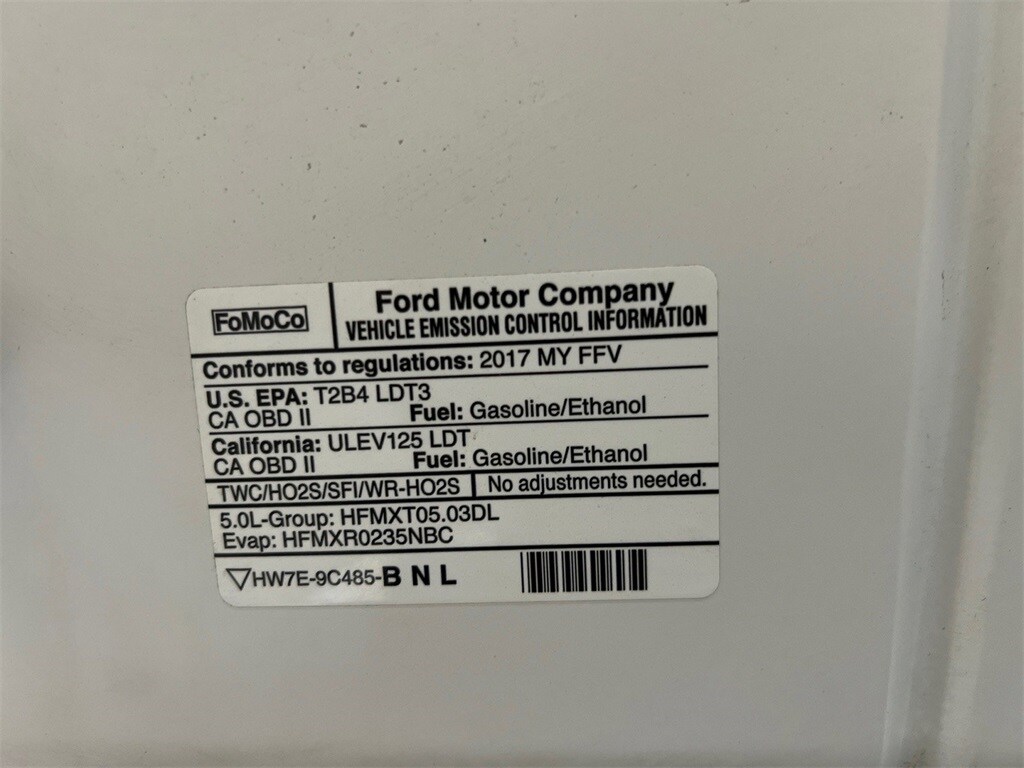 FoMoCo
Ford Motor Company
VEHICLE EMISSION CONTROL INFORMATION
Conforms to regulations: 2017 MY FFV
U.S. EPA: T2B4 LDT3
CA OBD II Fuel: Gasoline/Ethanol
California: ULEV125 LDT
CA OBD II Fuel: Gasoline/Ethanol
TWC/HO2S/SFI/WR-HO2S No adjustments needed.
5.0L-Group: HFMXT05.03DL
Evap: HFMXR0235NBC
HW7E-9C485-B N L